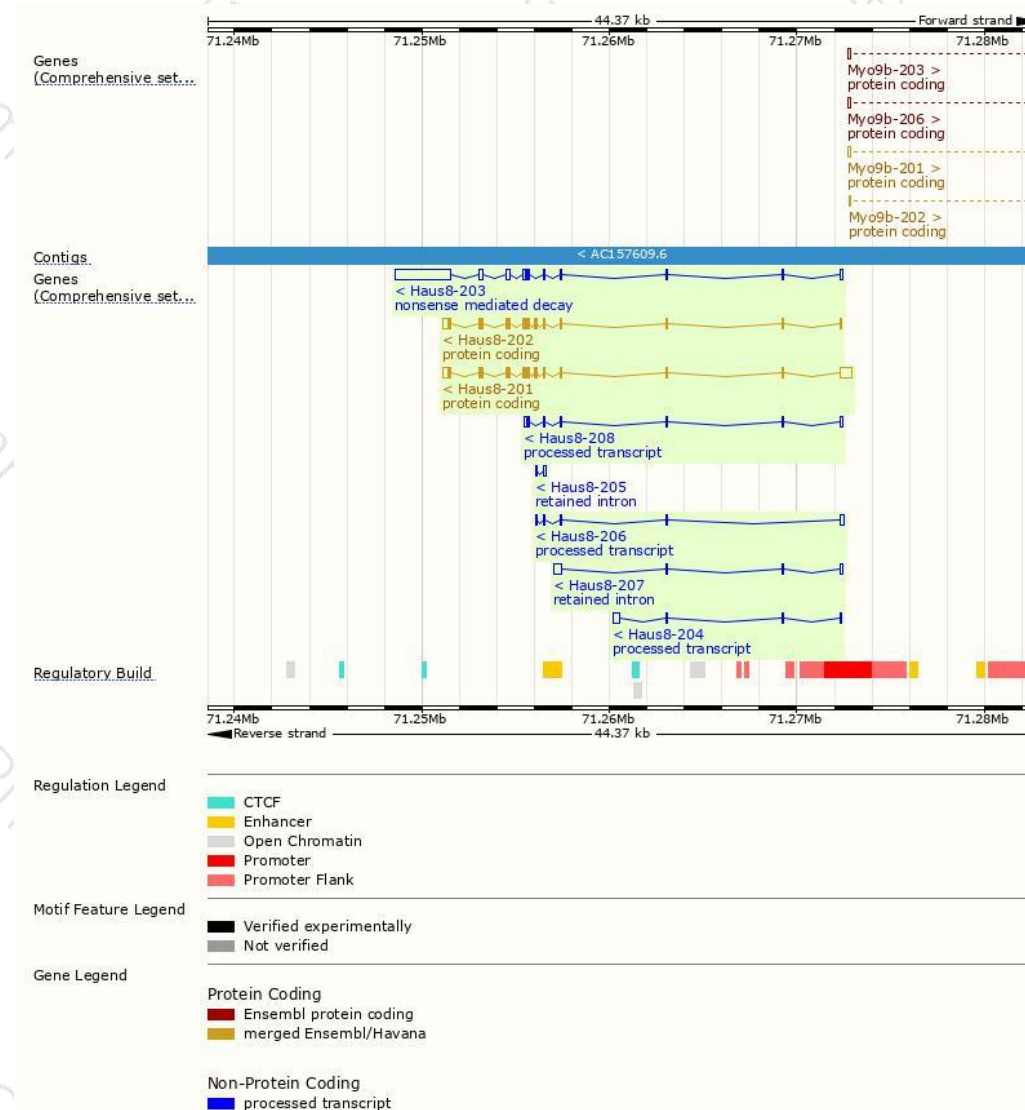 44.37 kb Forward strand
71.24Mb 71.25Mb 71.26Mb 71.27Mb 71.28Mb
Genes
(Comprehensive set...
Myo9b-203 >
protein coding
Myo9b-206 >
protein coding
Myo9b-201 >
protein coding
Myo9b-202 >
protein coding
Contigs
< AC157609.6
Genes
(Comprehensive set...
< Haus8-203
nonsense mediated decay
< Haus8-202
protein coding
< Haus8-201
protein coding
< Haus8-208
processed transcript
< Haus8-205
retained intron
< Haus8-206
processed transcript
< Haus8-207
retained intron
< Haus8-204
processed transcript
Regulatory Build
71.24Mb 71.25Mb 71.26Mb 71.27Mb 71.28Mb
Reverse strand 44.37 kb
Regulation Legend
CTCF
Enhancer
Open Chromatin
Promoter
Promoter Flank
Motif Feature Legend
Verified experimentally
Not verified
Gene Legend
Protein Coding
Ensembl protein coding
merged Ensembl/Havana
Non-Protein Coding
processed transcript